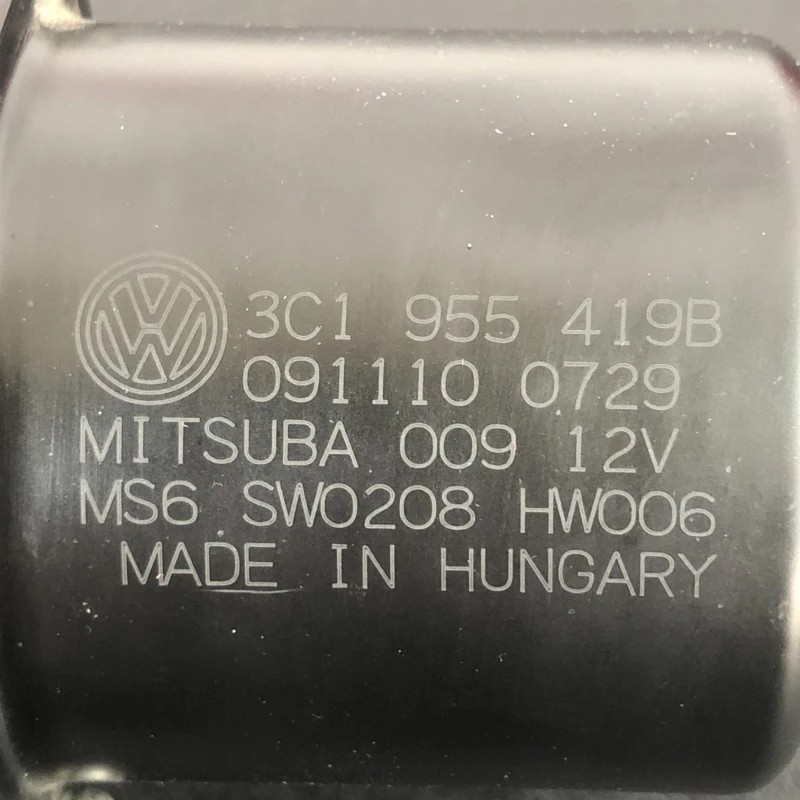 3C1 955 419B
091110 0729
MITSUBA 009 12V
MS6 SW0208 HW006
MADE IN HUNGARY